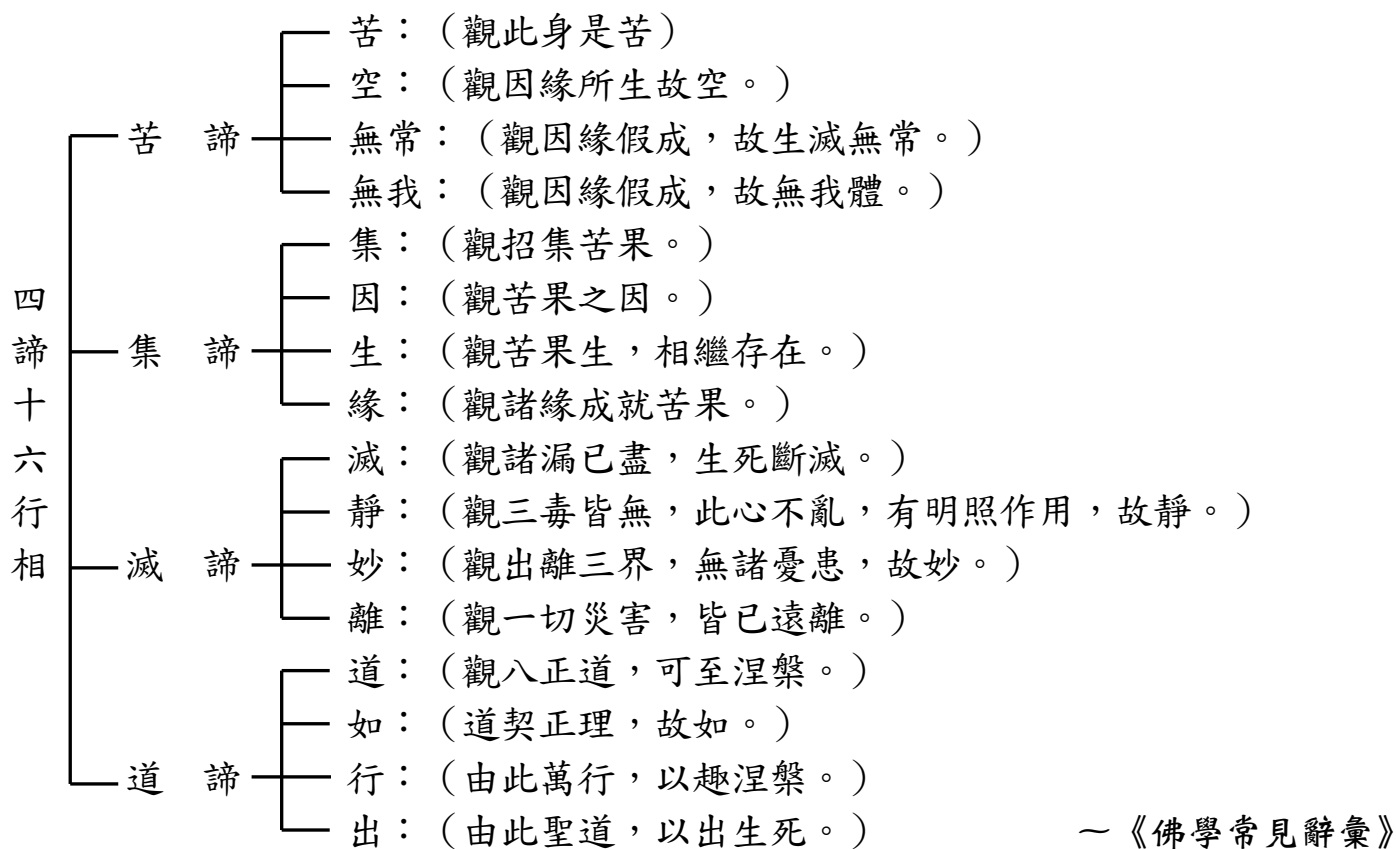 四諦十六行相
苦諦
苦：（觀此身是苦）
空：（觀因緣所生故空。）
無常：（觀因緣假成，故生滅無常。）
無我：（觀因緣假成，故無我體。）
集諦
集：（觀招集苦果。）
因：（觀苦果之因。）
生：（觀苦果生，相繼存在。）
緣：（觀諸緣成就苦果。）
滅諦
滅：（觀諸漏已盡，生死斷滅。）
靜：（觀三毒皆無，此心不亂，有明照作用，故靜。）
妙：（觀出離三界，無諸憂患，故妙。）
離：（觀一切災害，皆已遠離。）
道諦
道：（觀八正道，可至涅槃。）
如：（道契正理，故如。）
行：（由此萬行，以趣涅槃。）
出：（由此聖道，以出生死。）
～《佛學常見辭彙》